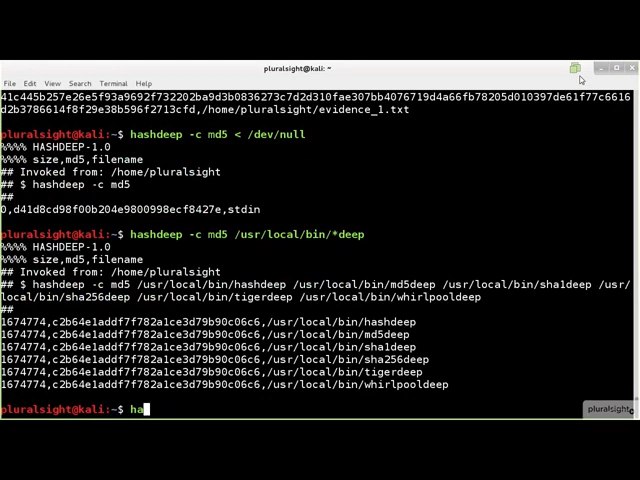 pluralsight@kali: ~
File Edit View Search Terminal Help
41c445b257e26e5f93a9692f732202ba9d3b0836273c7d2d310fae307bb4076719d4a66fb78205d010397de61f77c6616
d2b3786614f8f29e38b596f2713cfd,/home/pluralsight/evidence_1.txt
pluralsight@kali:~$ hashdeep -c md5 < /dev/null
%%%% HASHDEEP-1.0
%%%% size,md5,filename
## Invoked from: /home/pluralsight
## $ hashdeep -c md5
##
0,d41d8cd98f00b204e9800998ecf8427e,stdin
pluralsight@kali:~$ hashdeep -c md5 /usr/local/bin/*deep
%%%% HASHDEEP-1.0
%%%% size,md5,filename
## Invoked from: /home/pluralsight
## $ hashdeep -c md5 /usr/local/bin/hashdeep /usr/local/bin/md5deep /usr/local/bin/sha1deep /usr/
local/bin/sha256deep /usr/local/bin/tigerdeep /usr/local/bin/whirlpooldeep
##
1674774,c2b64e1addf7f782a1ce3d79b90c06c6,/usr/local/bin/hashdeep
1674774,c2b64e1addf7f782a1ce3d79b90c06c6,/usr/local/bin/md5deep
1674774,c2b64e1addf7f782a1ce3d79b90c06c6,/usr/local/bin/sha1deep
1674774,c2b64e1addf7f782a1ce3d79b90c06c6,/usr/local/bin/sha256deep
1674774,c2b64e1addf7f782a1ce3d79b90c06c6,/usr/local/bin/tigerdeep
1674774,c2b64e1addf7f782a1ce3d79b90c06c6,/usr/local/bin/whirlpooldeep
pluralsight@kali:~$ ha
pluralsight